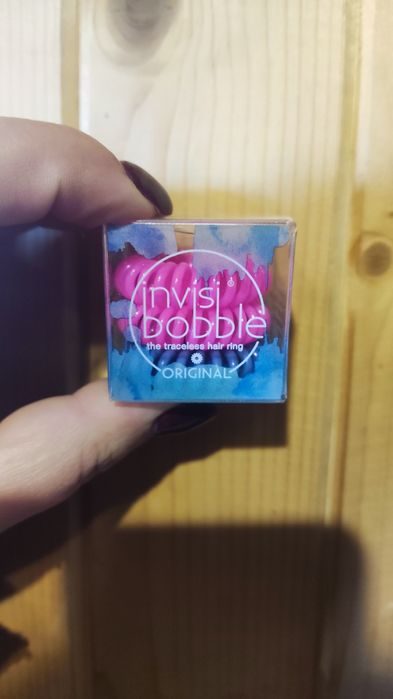 invisi
bobble
the traceless hair ring
ORIGINAL